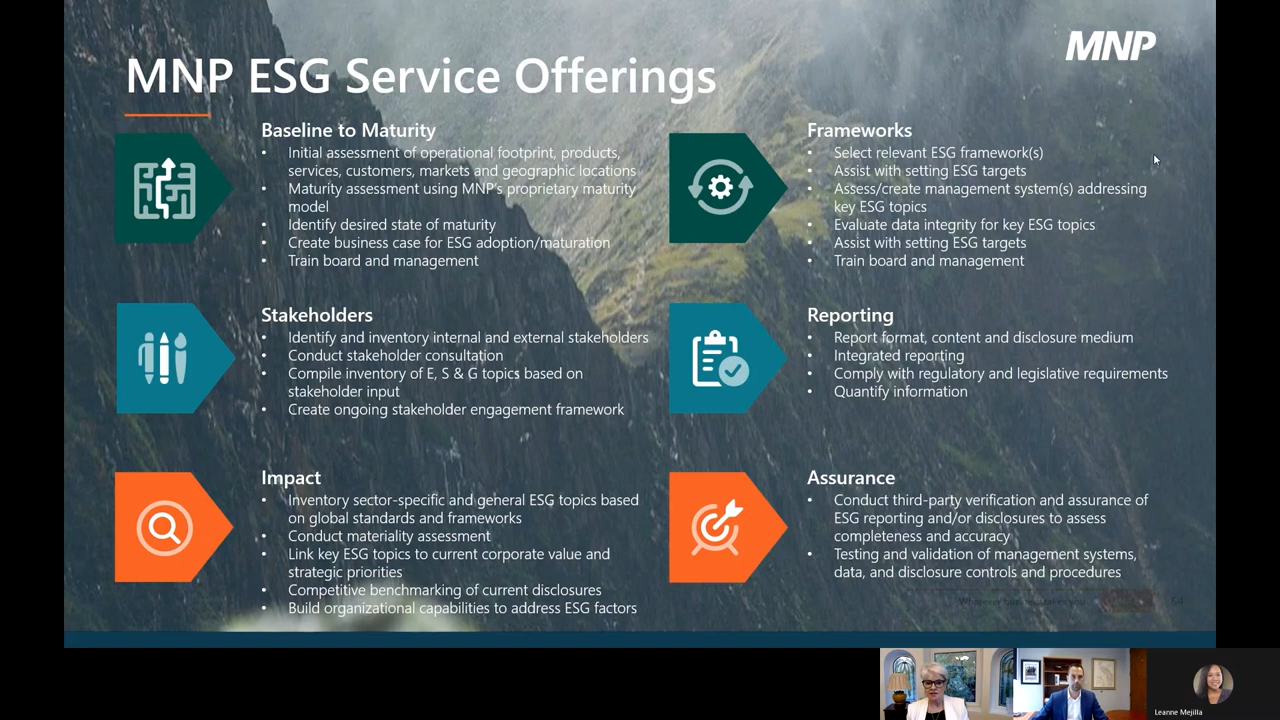 MNP
MNP ESG Service Offerings
Baseline to Maturity
• Initial assessment of operational footprint, products,
services, customers, markets and geographic locations
• Maturity assessment using MNP's proprietary maturity
model
• Identify desired state of maturity
• Create business case for ESG adoption/maturation
• Train board and management
Stakeholders
• Identify and inventory internal and external stakeholders
• Conduct stakeholder consultation
• Compile inventory of E, S & G topics based on
stakeholder input
• Create ongoing stakeholder engagement framework
Impact
• Inventory sector-specific and general ESG topics based
on global standards and frameworks
• Conduct materiality assessment
• Link key ESG topics to current corporate value and
strategic priorities
• Competitive benchmarking of current disclosures
• Build organizational capabilities to address ESG factors
Frameworks
• Select relevant ESG framework(s)
• Assist with setting ESG targets
• Assess/create management system(s) addressing
key ESG topics
• Evaluate data integrity for key ESG topics
• Assist with setting ESG targets
• Train board and management
Reporting
• Report format, content and disclosure medium
• Integrated reporting
• Comply with regulatory and legislative requirements
• Quantify information
Assurance
• Conduct third-party verification and assurance of
ESG reporting and/or disclosures to assess
completeness and accuracy
• Testing and validation of management systems,
data, and disclosure controls and procedures
Wherever business takes you
64
Leanne Mejilla